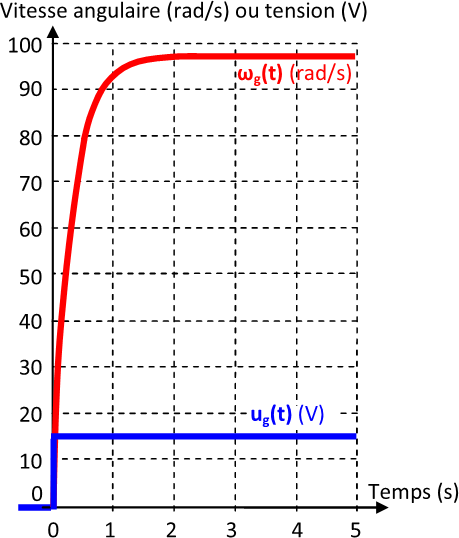 Vitesse angulaire (rad/s) ou tension (V)
100
90
80
70
60
50
40
30
20
10
0
ωg(t) (rad/s)
ug(t) (V)
Temps (s)
0 1 2 3 4 5